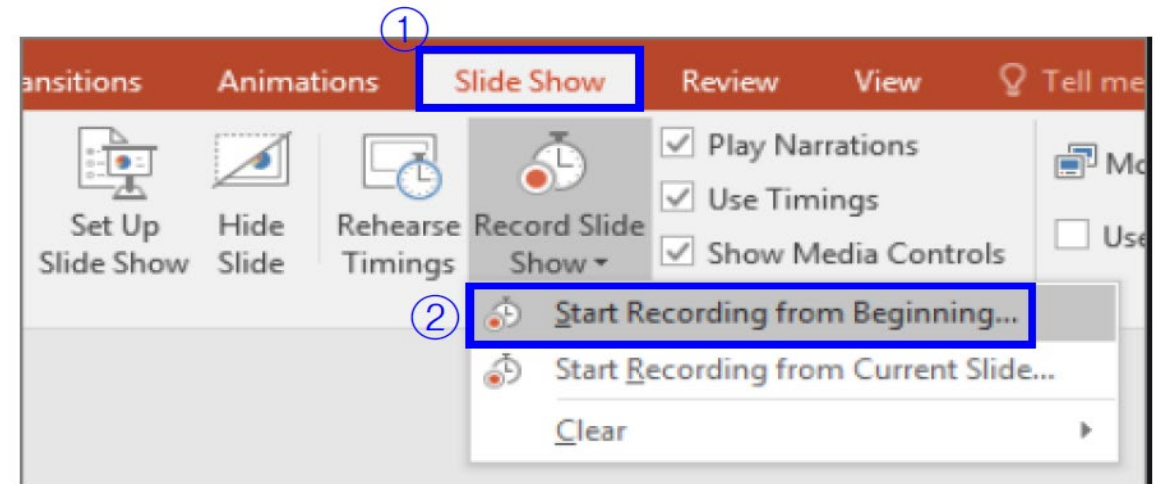 ①
ansitions Animations Slide Show Review View Tell me
Set Up
Slide Show
Hide
Slide
Rehearse
Timings
Record Slide
Show
Play Narrations
Use Timings
Show Media Controls
Mo
Use
② Start Recording from Beginning...
Start Recording from Current Slide...
Clear